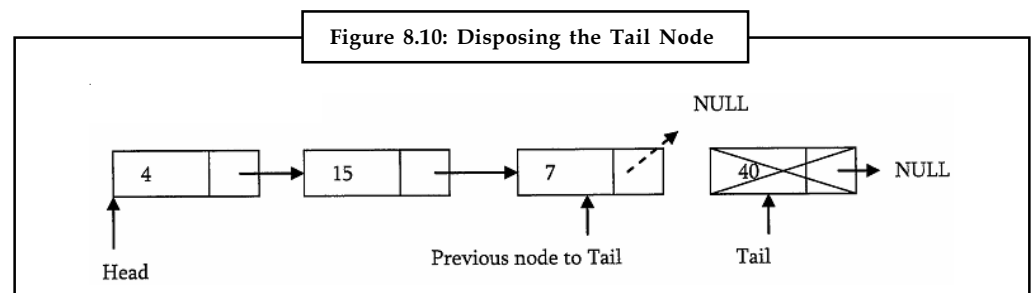 Figure 8.10: Disposing the Tail Node
NULL
4 15 7 40 NULL
Previous node to Tail Tail
Head